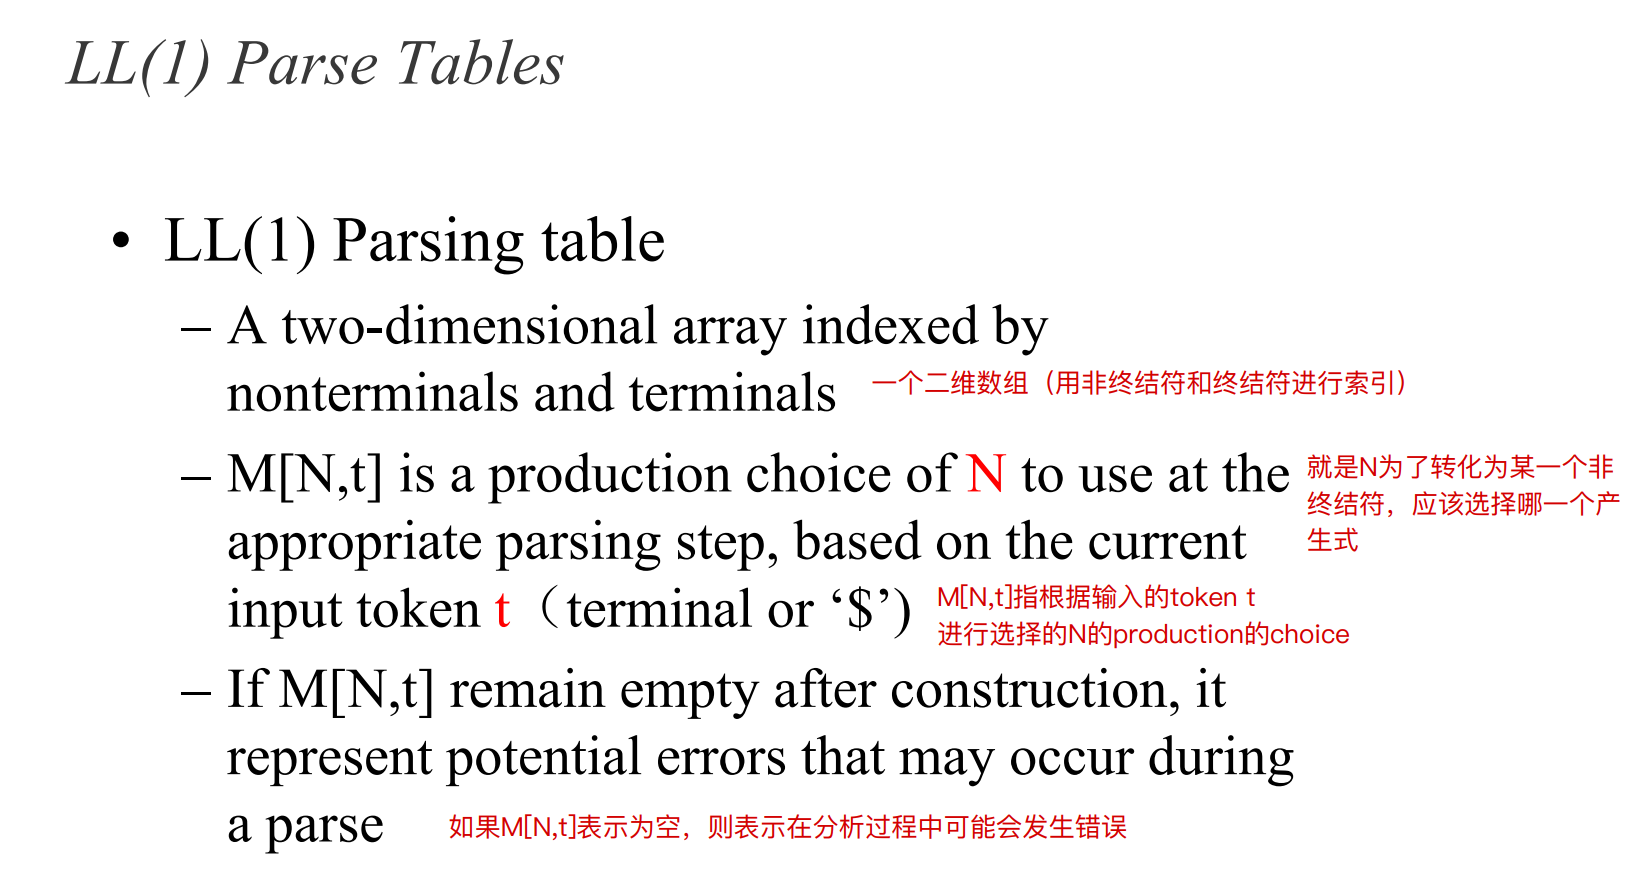 LL(1) Parse Tables
• LL(1) Parsing table
– A two-dimensional array indexed by
nonterminals and terminals
一个二维数组（用非终结符和终结符进行索引）
– M[N,t] is a production choice of N to use at the
appropriate parsing step, based on the current
input token t（terminal or ‘$’)
就是N为了转化为某一个非
终结符，应该选择哪一个产
生式
M[N,t]指根据输入的token t
进行选择的N的production的choice
– If M[N,t] remain empty after construction, it
represent potential errors that may occur during
a parse
如果M[N,t]表示为空，则表示在分析过程中可能会发生错误